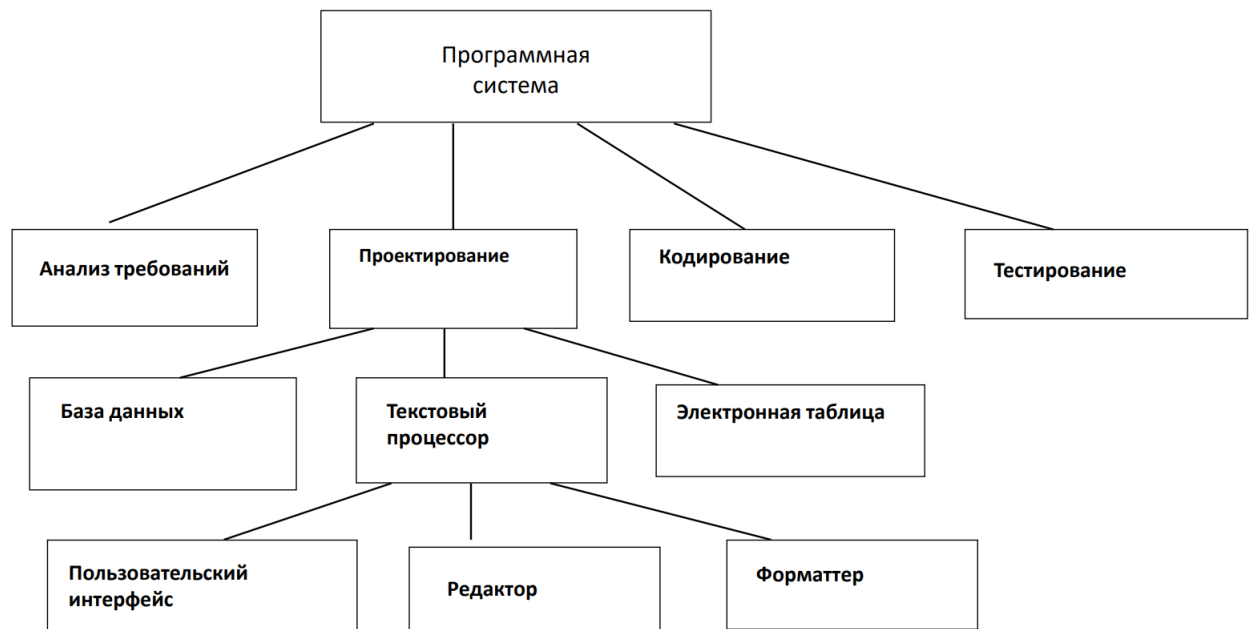 Программная
система
Анализ требований
Проектирование
Кодирование
Тестирование
База данных
Текстовый
процессор
Электронная таблица
Пользовательский
интерфейс
Редактор
Форматтер